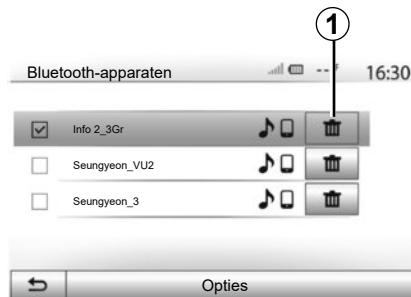 1
Bluetooth-apparaten --°F 16:30
Info 2_3Gr
Seungyeon_VU2
Seungyeon_3
Opties